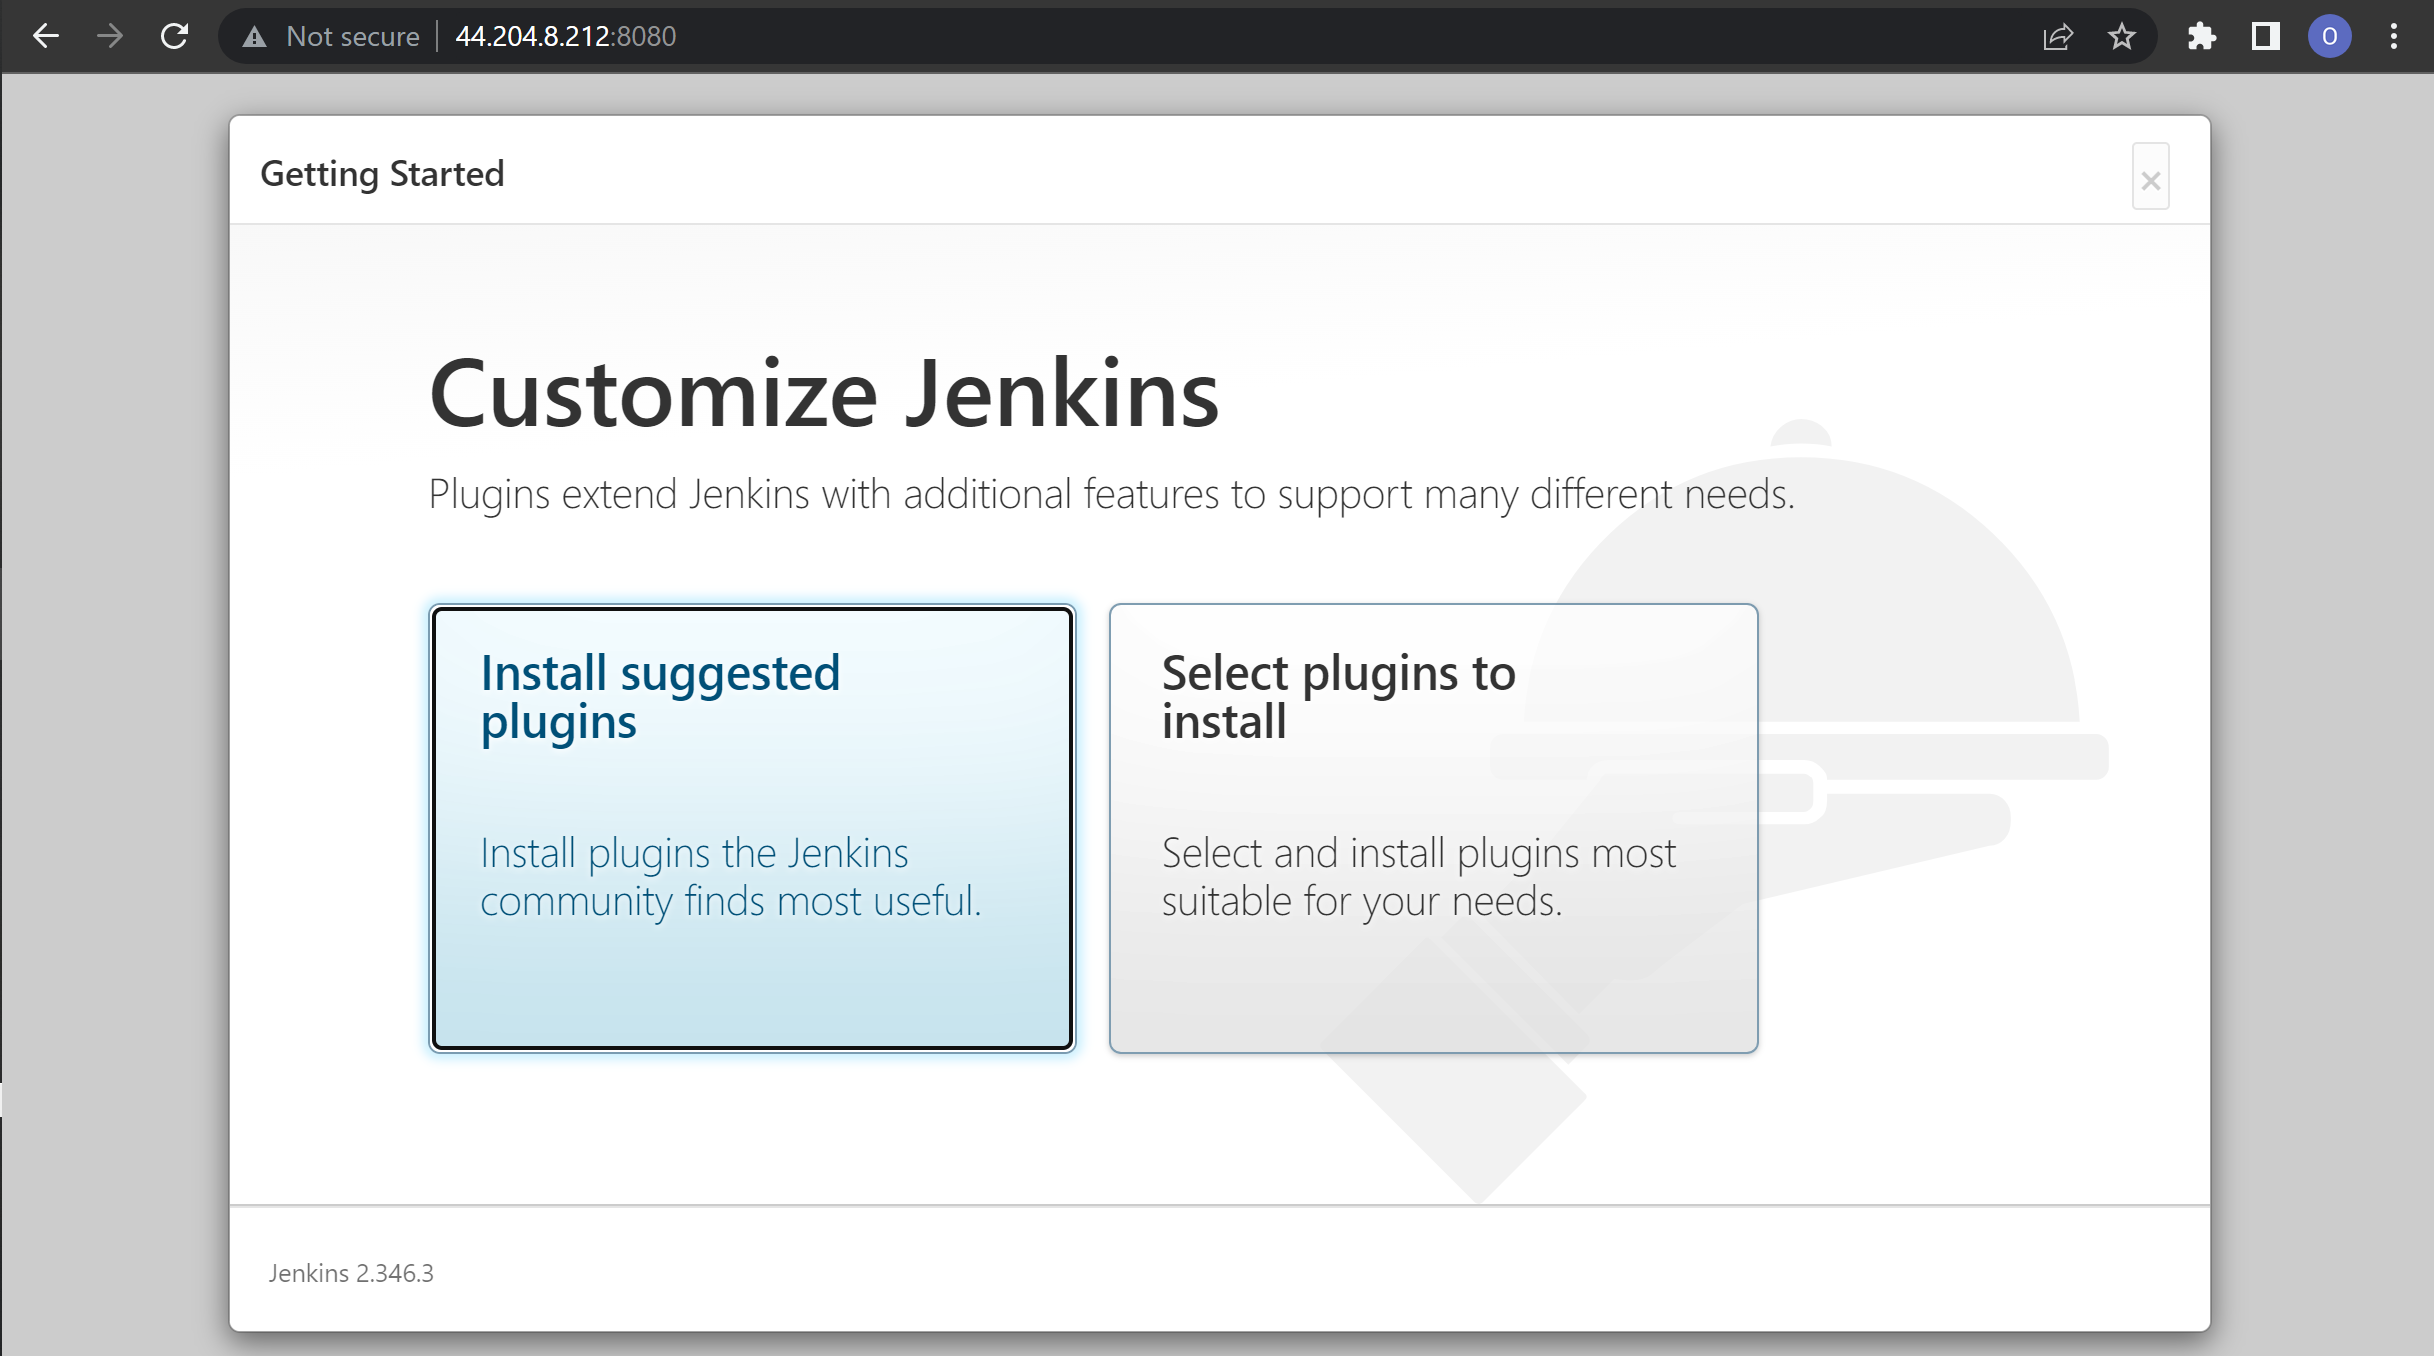 Not secure 44.204.8.212:8080
O
Getting Started
×
Customize Jenkins
Plugins extend Jenkins with additional features to support many different needs.
Install suggested
plugins
Install plugins the Jenkins
community finds most useful.
Select plugins to
install
Select and install plugins most
suitable for your needs.
Jenkins 2.346.3